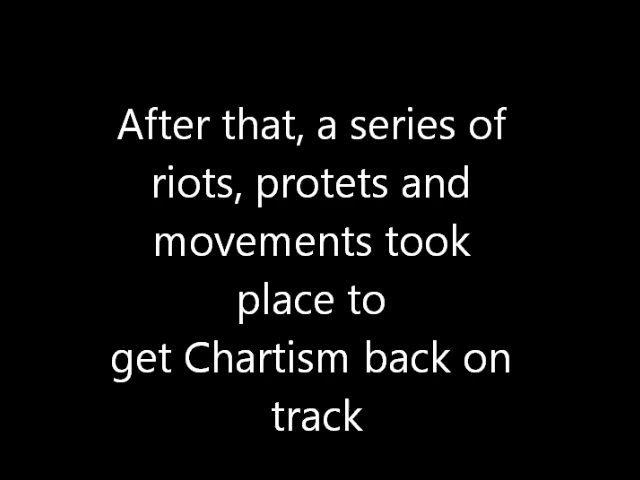 After that, a series of
riots, protets and
movements took
place to
get Chartism back on
track